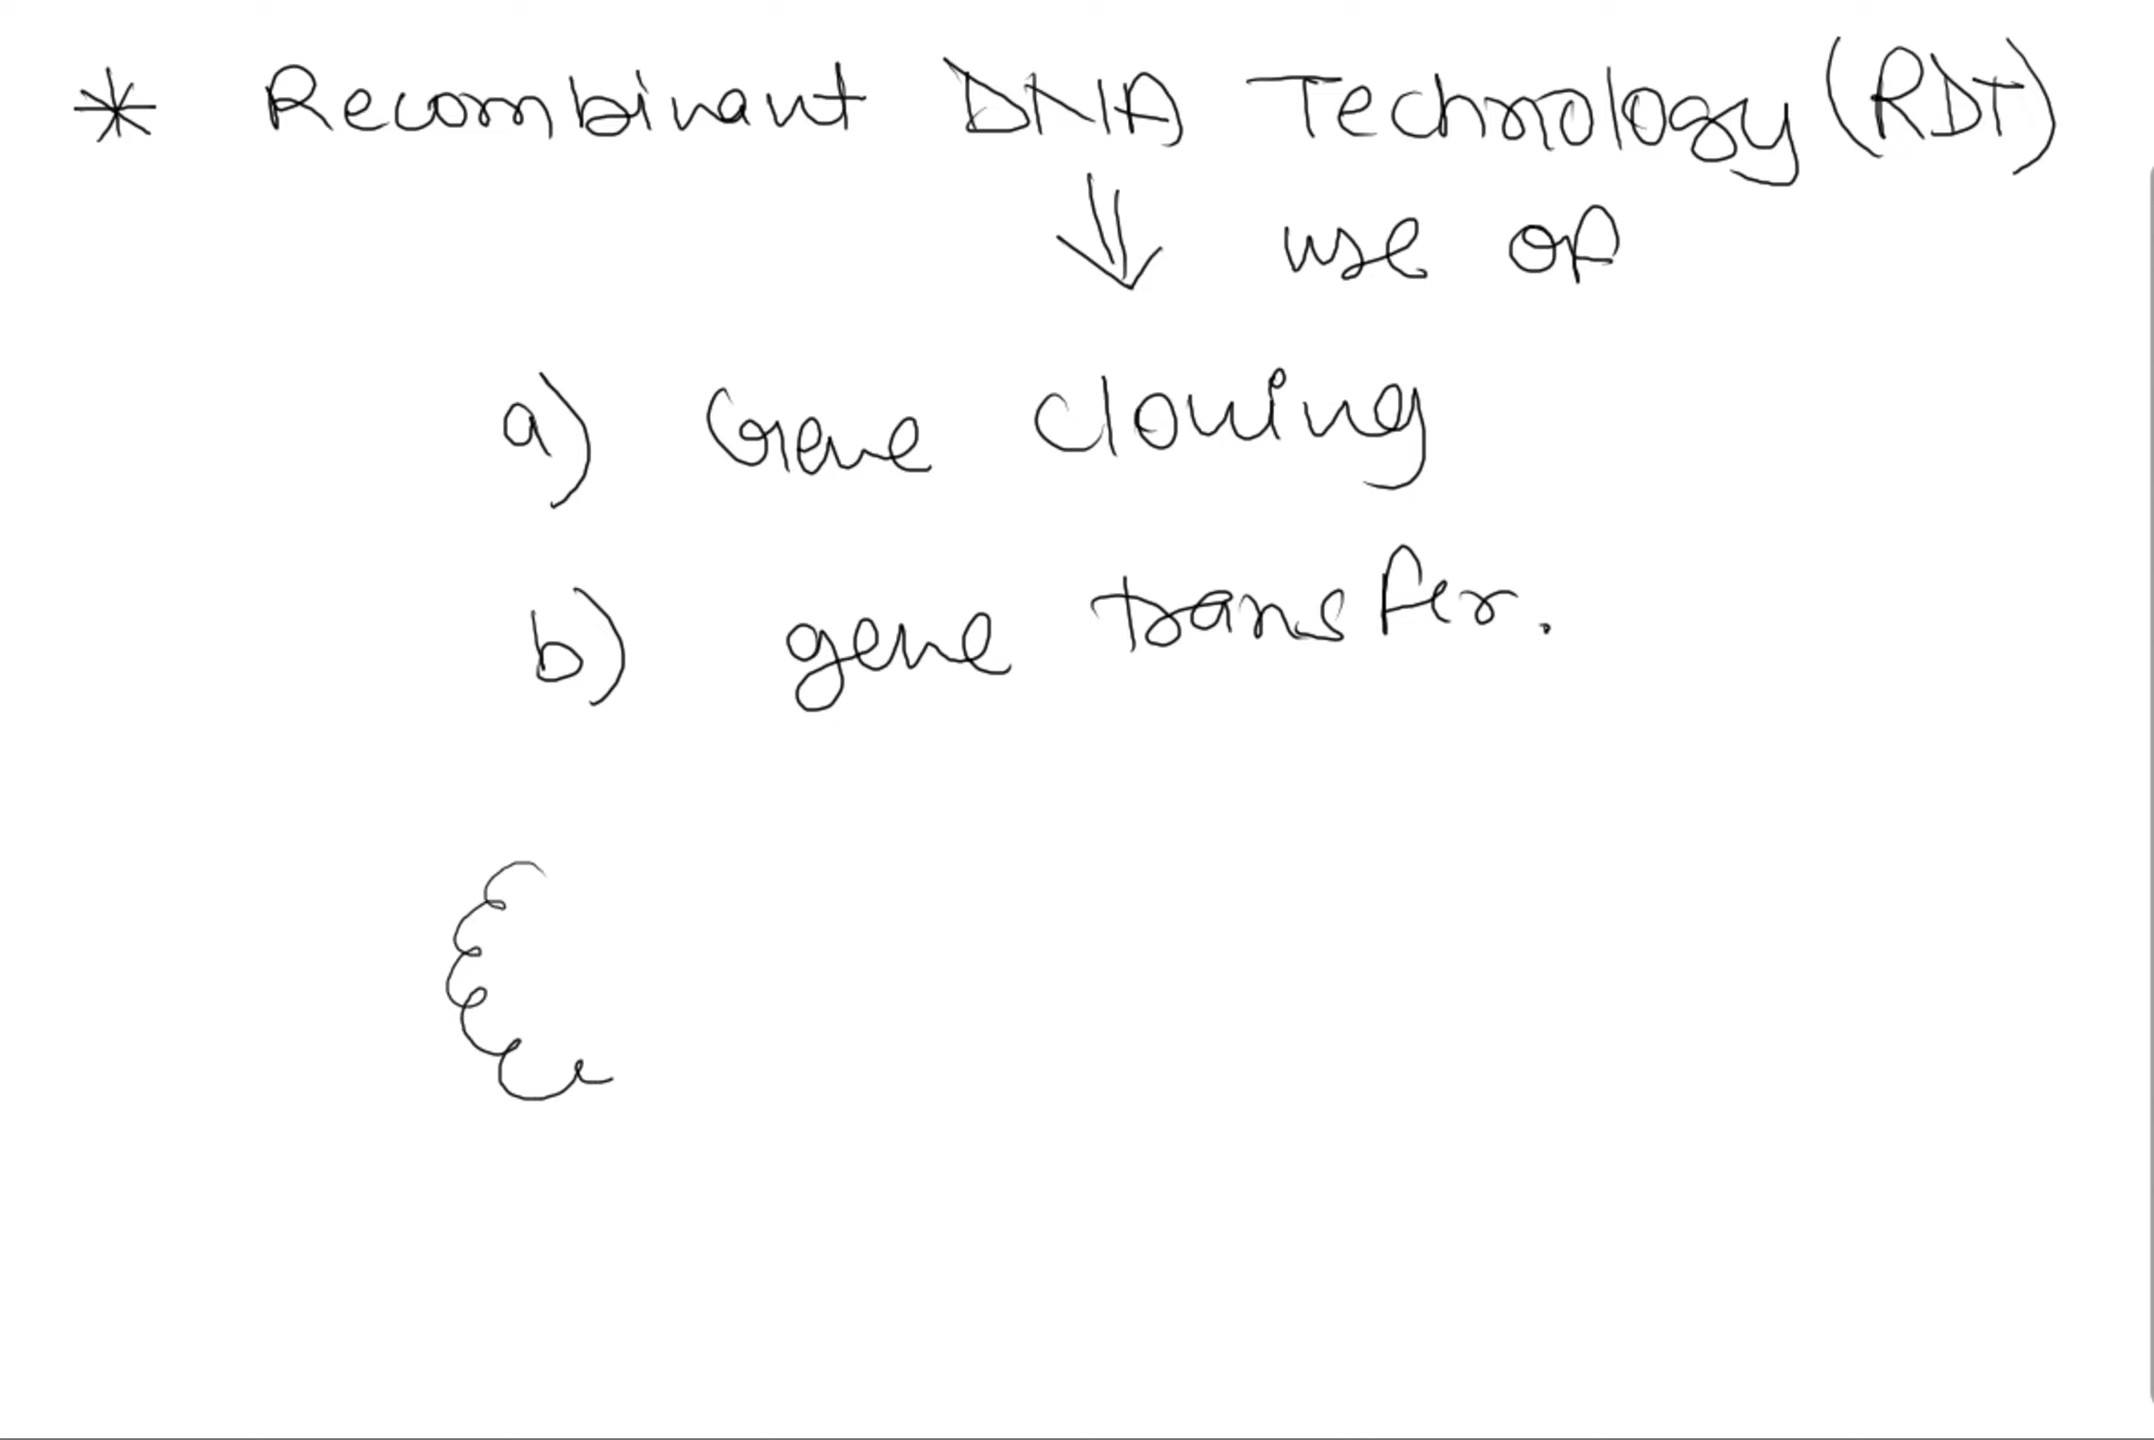 * Recombinant DNA Technology (RDT)
⇓ use of
a) Gene cloning
b) gene transfer.